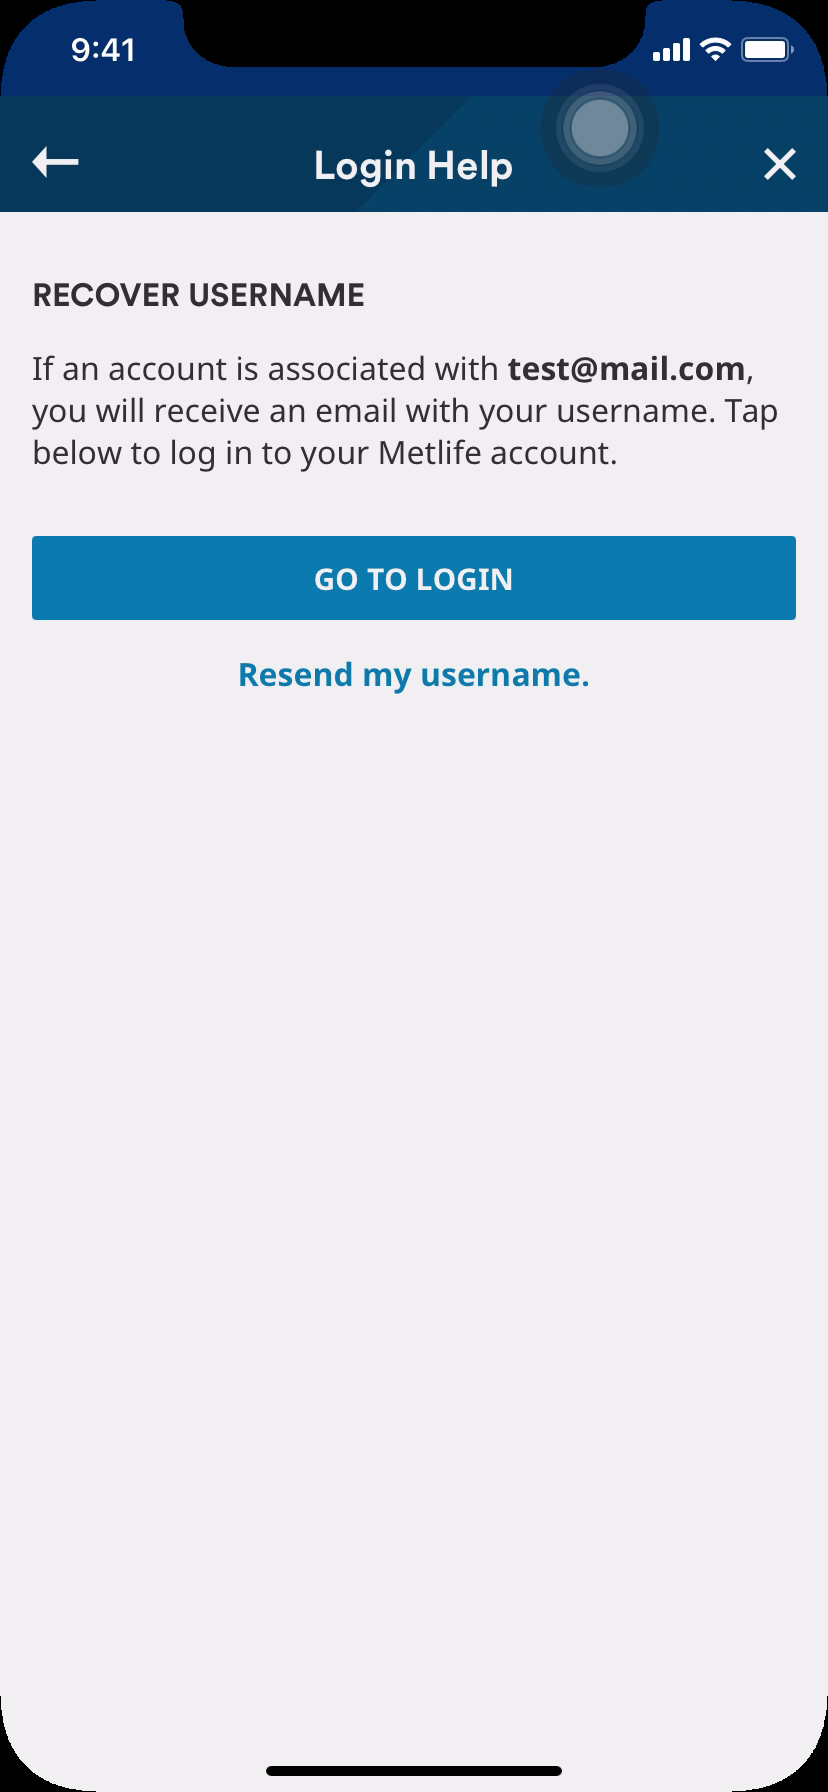 9:41
Login Help
RECOVER USERNAME
If an account is associated with test@mail.com,
you will receive an email with your username. Tap
below to log in to your Metlife account.
GO TO LOGIN
Resend my username.